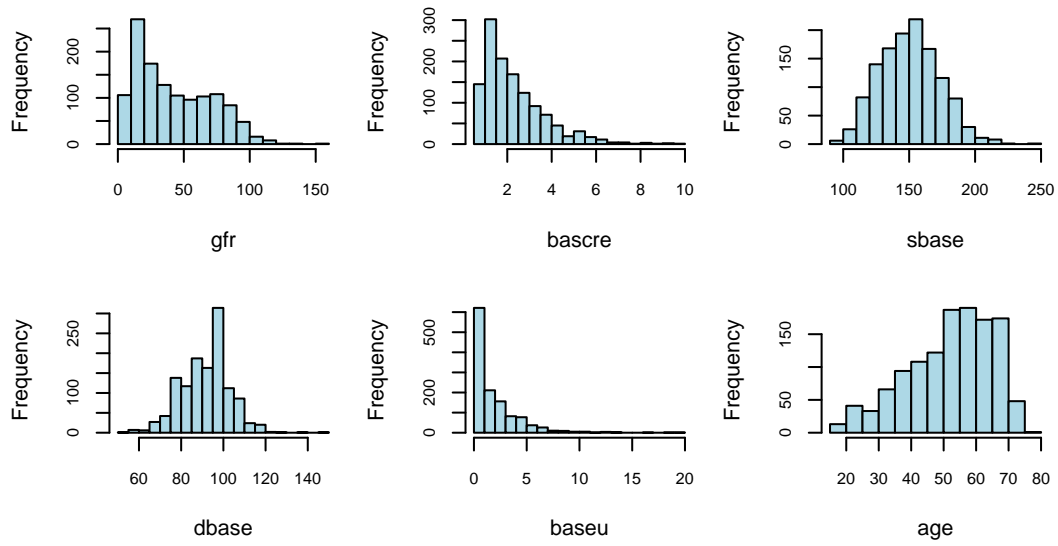 Frequency
250
100
0
0 50 100 150
gfr
Frequency
300
200
100
0
2 4 6 8 10
bascre
Frequency
150
50
0
100 150 200 250
sbase
Frequency
250
100
0
60 80 100 120 140
dbase
Frequency
500
200
0
0 5 10 15 20
baseu
Frequency
150
50
0
20 30 40 50 60 70 80
age